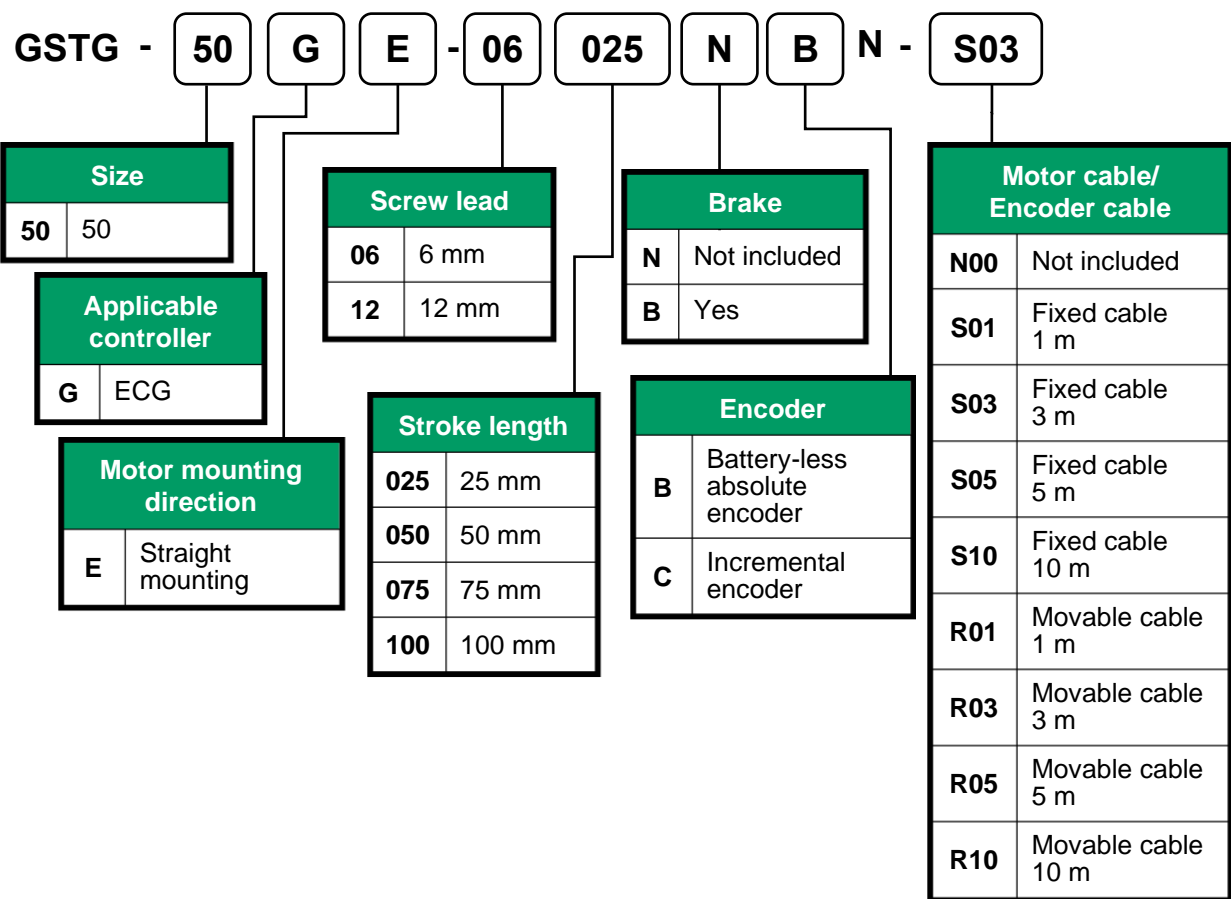 GSTG - 50 G E - 06 025 N B N - S03
Size
50 50
Applicable
controller
G ECG
Motor mounting
direction
E Straight
mounting
Screw lead
06 6 mm
12 12 mm
Stroke length
025 25 mm
050 50 mm
075 75 mm
100 100 mm
Brake
N Not included
B Yes
Encoder
B Battery-less
absolute
encoder
C Incremental
encoder
Motor cable/
Encoder cable
N00 Not included
S01 Fixed cable
1 m
S03 Fixed cable
3 m
S05 Fixed cable
5 m
S10 Fixed cable
10 m
R01 Movable cable
1 m
R03 Movable cable
3 m
R05 Movable cable
5 m
R10 Movable cable
10 m